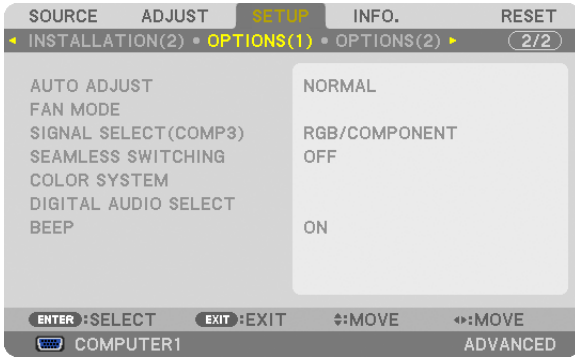 SOURCE ADJUST SETUP INFO. RESET
INSTALLATION(2) • OPTIONS(1) • OPTIONS(2) 2/2
AUTO ADJUST NORMAL
FAN MODE
SIGNAL SELECT(COMP3) RGB/COMPONENT
SEAMLESS SWITCHING OFF
COLOR SYSTEM
DIGITAL AUDIO SELECT
BEEP ON
ENTER :SELECT EXIT :EXIT :MOVE :MOVE
COMPUTER1 ADVANCED